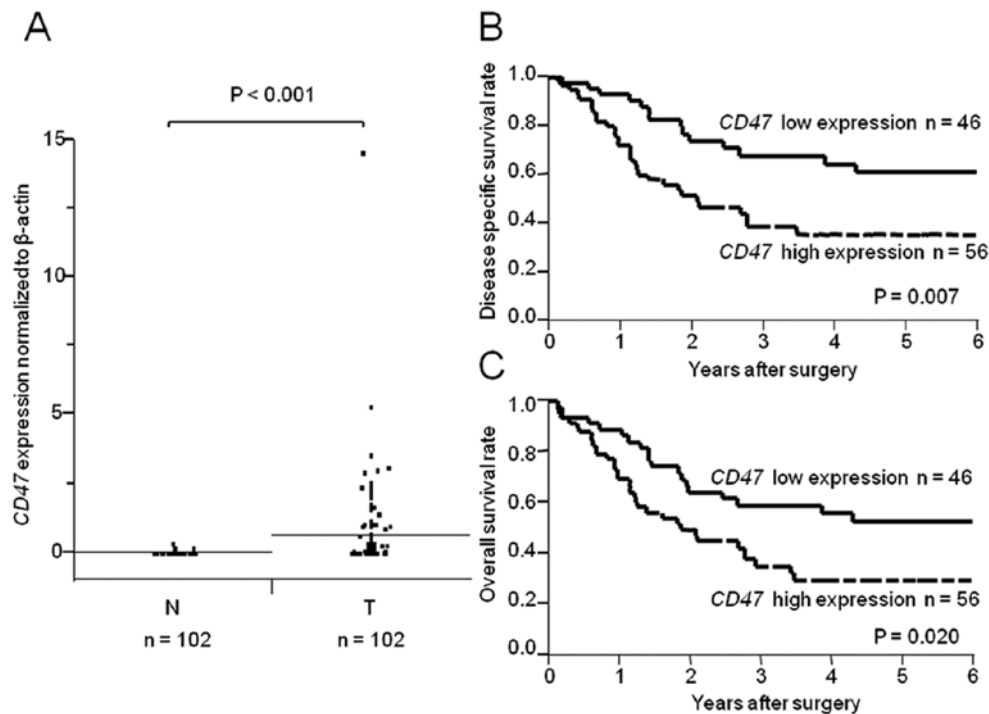 A
P < 0.001
CD47 expression normalized to β-actin
15
10
5
0
N
T
n = 102
n = 102
B
Disease specific survival rate
1.0
0.8
0.6
0.4
0.2
0.0
CD47 low expression n = 46
CD47 high expression n = 56
P = 0.007
0 1 2 3 4 5 6
Years after surgery
C
Overall survival rate
1.0
0.8
0.6
0.4
0.2
0.0
CD47 low expression n = 46
CD47 high expression n = 56
P = 0.020
0 1 2 3 4 5 6
Years after surgery